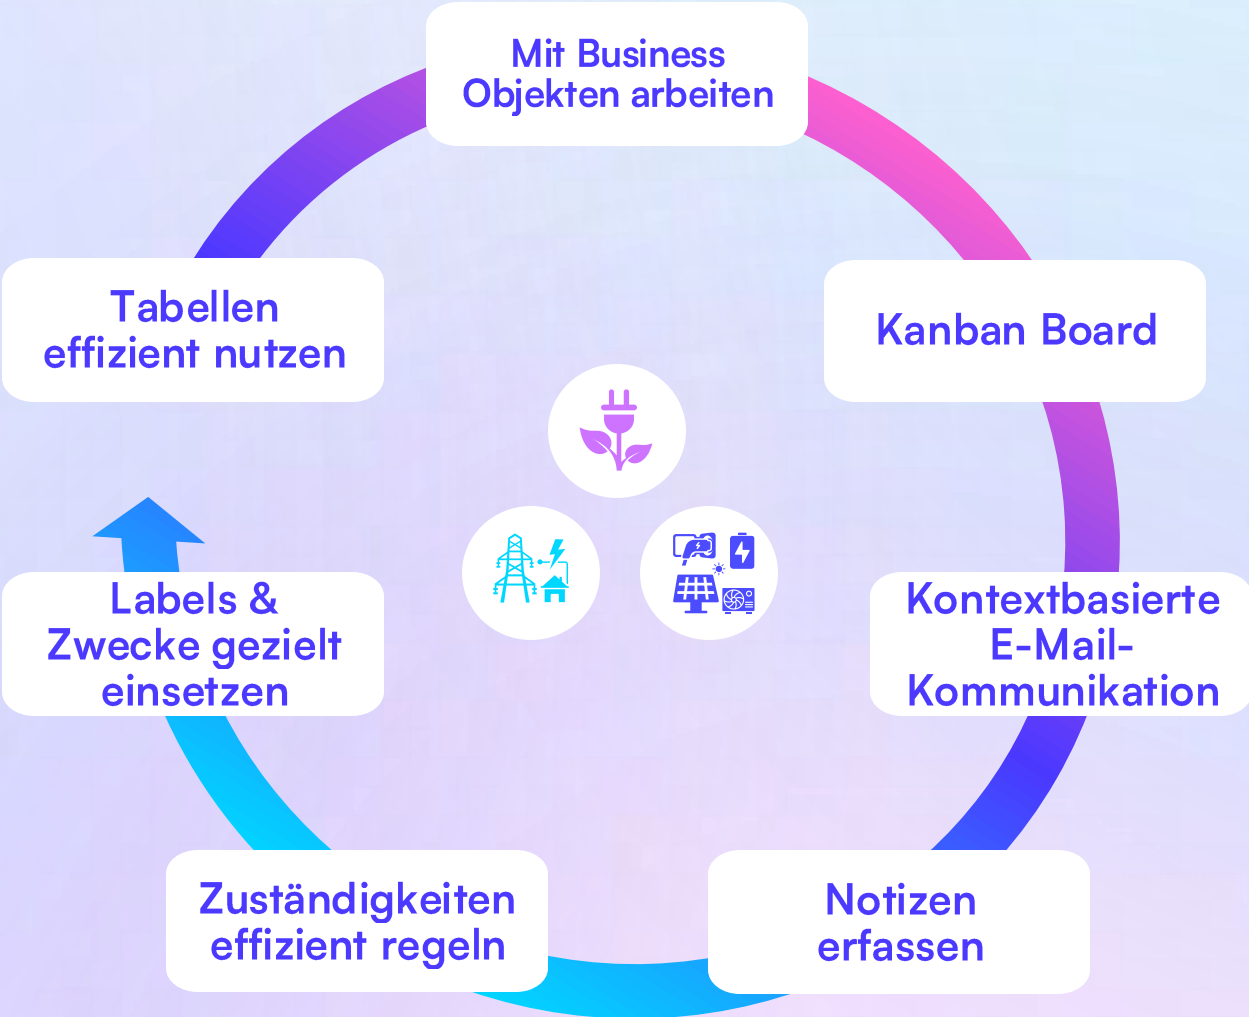 Mit Business
Objekten arbeiten
Kanban Board
Kontextbasierte
E-Mail-
Kommunikation
Notizen
erfassen
Zuständigkeiten
effizient regeln
Labels &
Zwecke gezielt
einsetzen
Tabellen
effizient nutzen